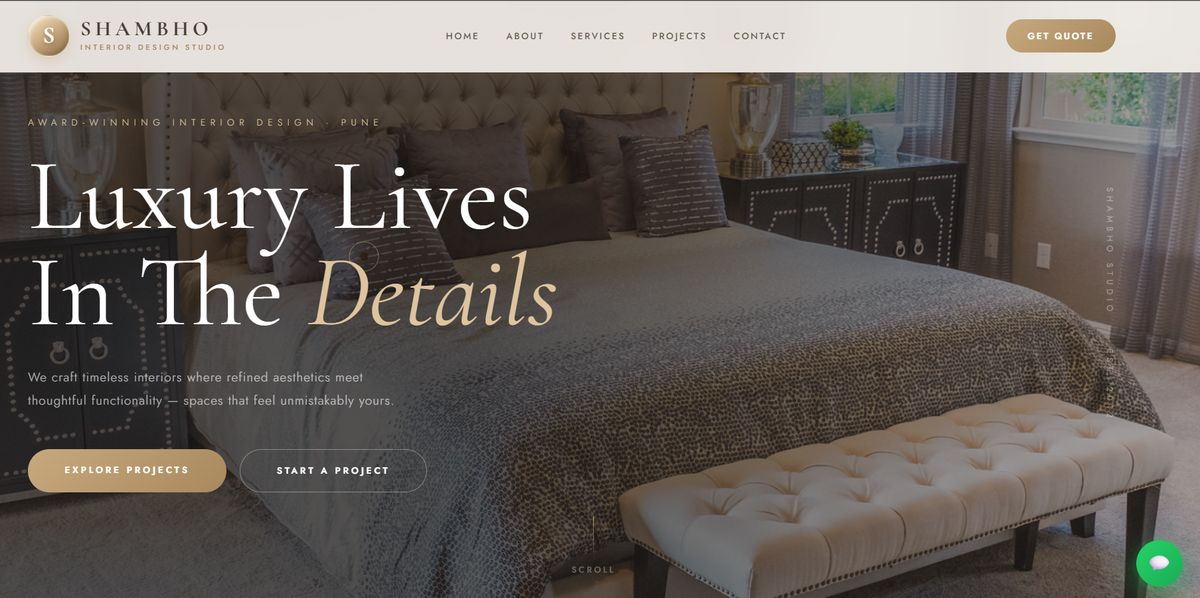 S
SHAMBHO
INTERIOR DESIGN STUDIO
HOME
ABOUT
SERVICES
PROJECTS
CONTACT
GET QUOTE
AWARD-WINNING INTERIOR DESIGN · PUNE
Luxury Lives
In The Details
We craft timeless interiors where refined aesthetics meet
thoughtful functionality — spaces that feel unmistakably yours.
EXPLORE PROJECTS
START A PROJECT
SHAMBHO STUDIO
SCROLL